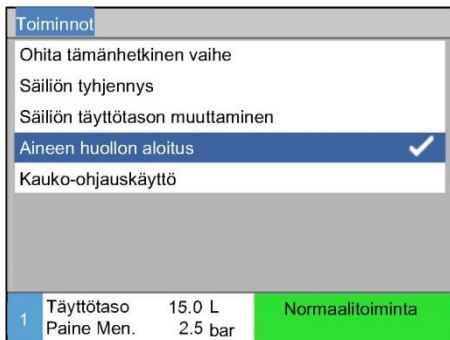 Toiminnot
Ohita tämänhetkinen vaihe
Säiliön tyhjennys
Säiliön täyttötason muuttaminen
Aineen huollon aloitus
Kauko-ohjauskäyttö
1 Täyttötaso 15.0 L Normaalitoiminta
Paine Men. 2.5 bar